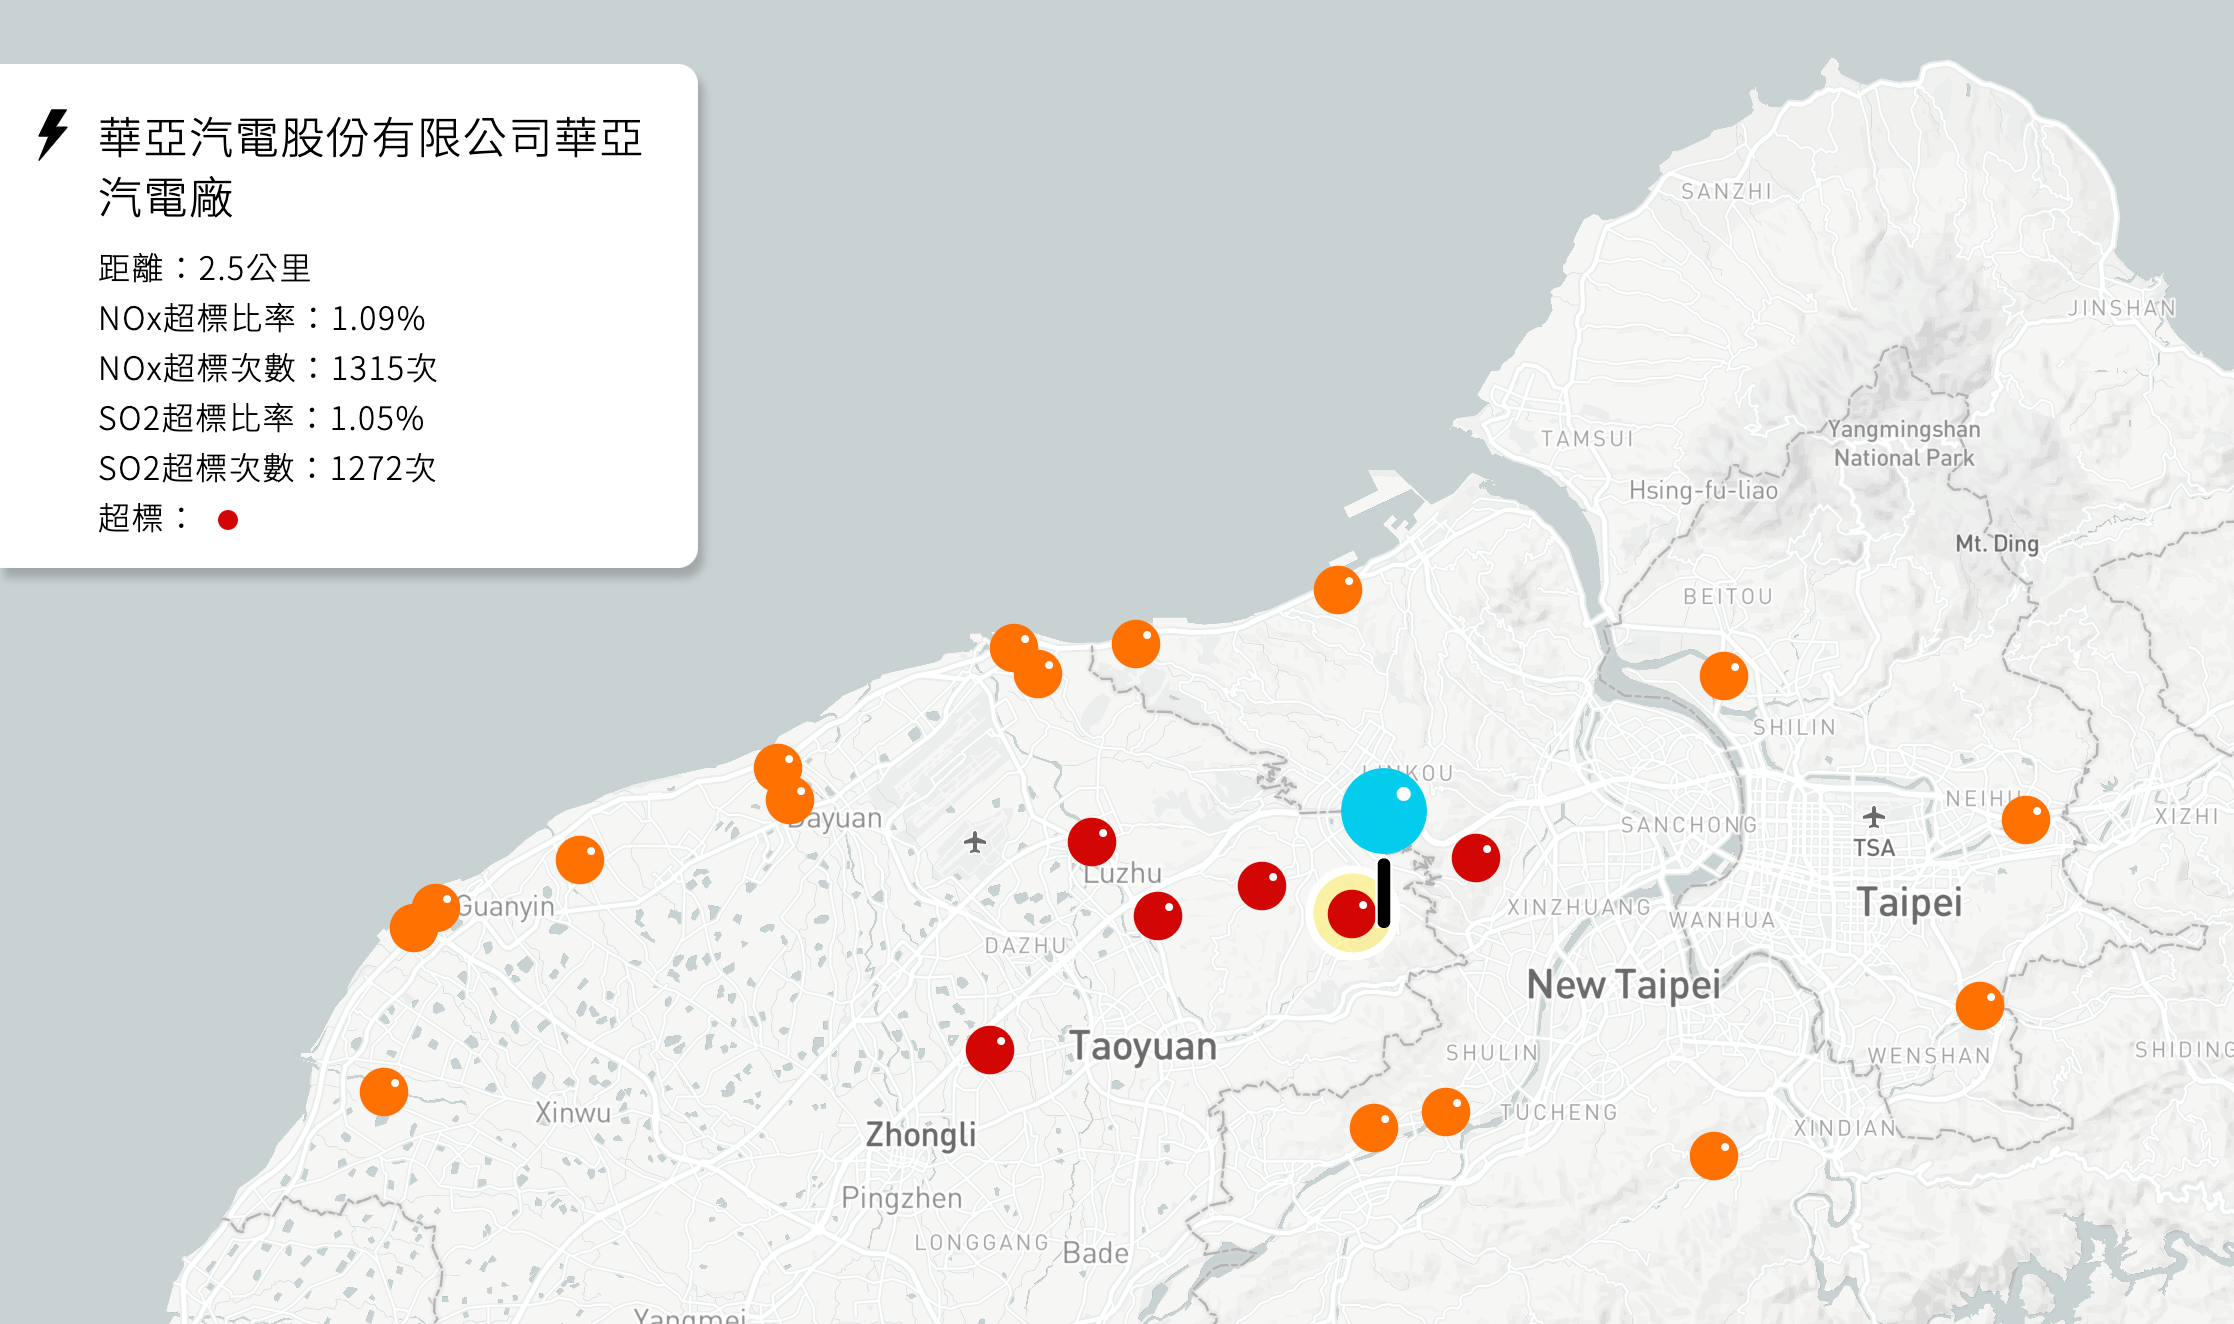 華亞汽電股份有限公司華亞
汽電廠
距離：2.5公里
NOx超標比率：1.09%
NOx超標次數：1315次
SO2超標比率：1.05%
SO2超標次數：1272次
超標：
SANZHI
JINSHAN
Yangmingshan
National Park
TAMSUI
Hsing-fu-liao
Mt. Ding
BEITOU
SHILIN
LINKOU
NEIHU
XIZHI
Dayuan
SANCHONG
TSA
Luzhu
Taipei
Guanyin
XINZHUANG
WANHUA
DAZHU
New Taipei
Taoyuan
SHULIN
WENSHAN
SHIDING
Xinwu
TUCHENG
Zhongli
XINDIAN
Pingzhen
LONGGANG
Bade
Yangmei